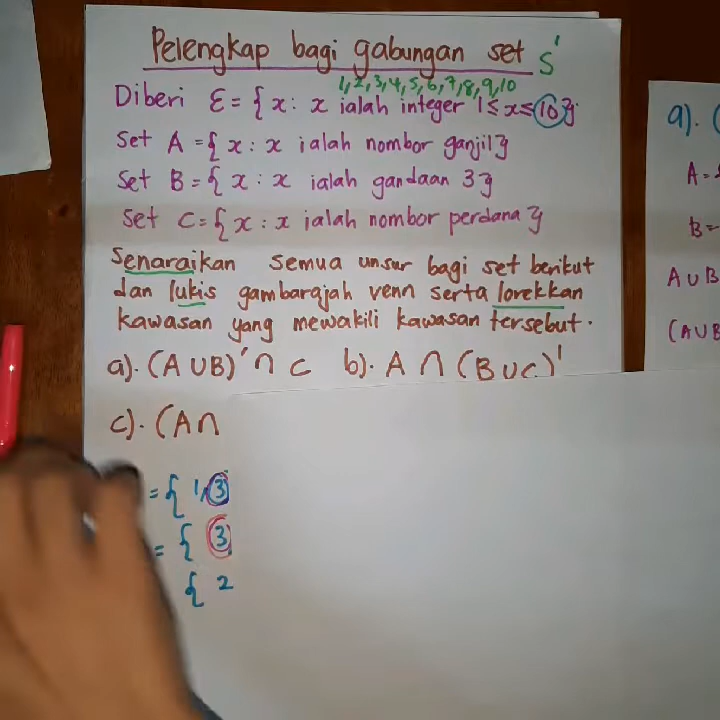 Pelengkap bagi gabungan set S'
1,2,3,4,5,6,7,8,9,10
Diberi ε = { x : x ialah integer 1 ≤ x ≤ 10 }
Set A = { x : x ialah nombor ganjil }
Set B = { x : x ialah gandaan 3 }
Set C = { x : x ialah nombor perdana }
Senaraikan semua unsur bagi set berikut
dan lukis gambarajah venn serta lorekkan
kawasan yang mewakili kawasan tersebut.
a). (A ∪ B)' ∩ C b). A ∩ (B ∪ C)'
c). (A ∩
= { 1, 3
= { 3
{ 2
a). (
A =
B =
A ∪ B
(A ∪ B